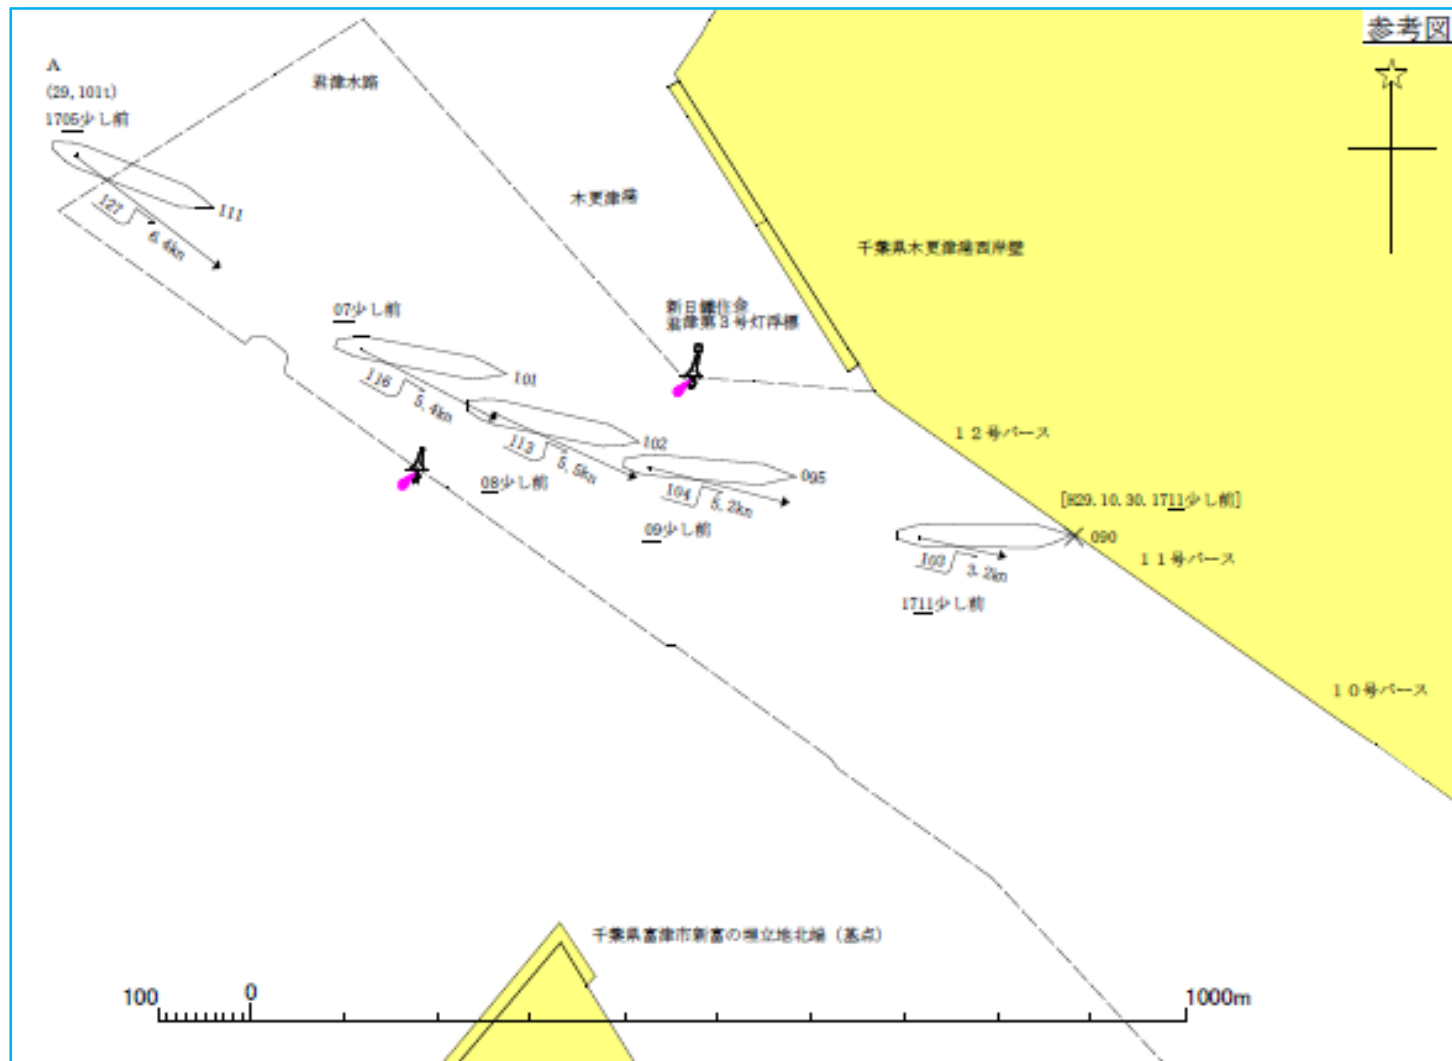 参考図
A
(29,101t)
1705少し前
君津水路
111
127
6.4kn
木更津港
千葉県木更津港西岸壁
07少し前
新日鐵住金
君津第3号灯浮標
101
116
5.4kn
102
113
5.5kn
08少し前
095
104
5.2kn
09少し前
12号バース
[H29.10.30.1711少し前]
090
11号バース
103
3.2kn
1711少し前
10号バース
千葉県富津市新富の埋立地北端(基点)
100
0
1000m